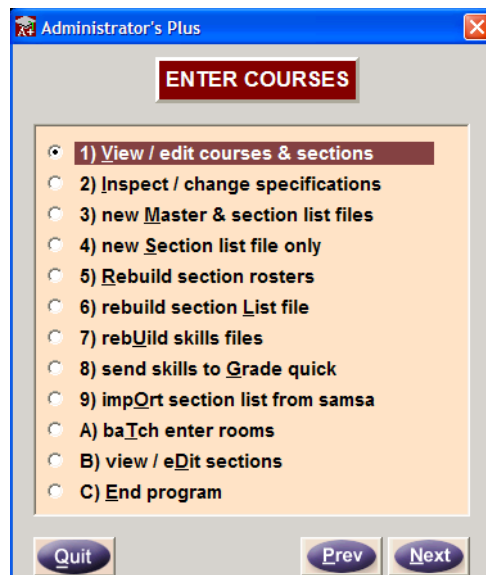 Administrator's Plus
ENTER COURSES
1) View / edit courses & sections
2) Inspect / change specifications
3) new Master & section list files
4) new Section list file only
5) Rebuild section rosters
6) rebuild section List file
7) rebUild skills files
8) send skills to Grade quick
9) impOrt section list from samsa
A) baTch enter rooms
B) view / eDit sections
C) End program
Quit Prev Next